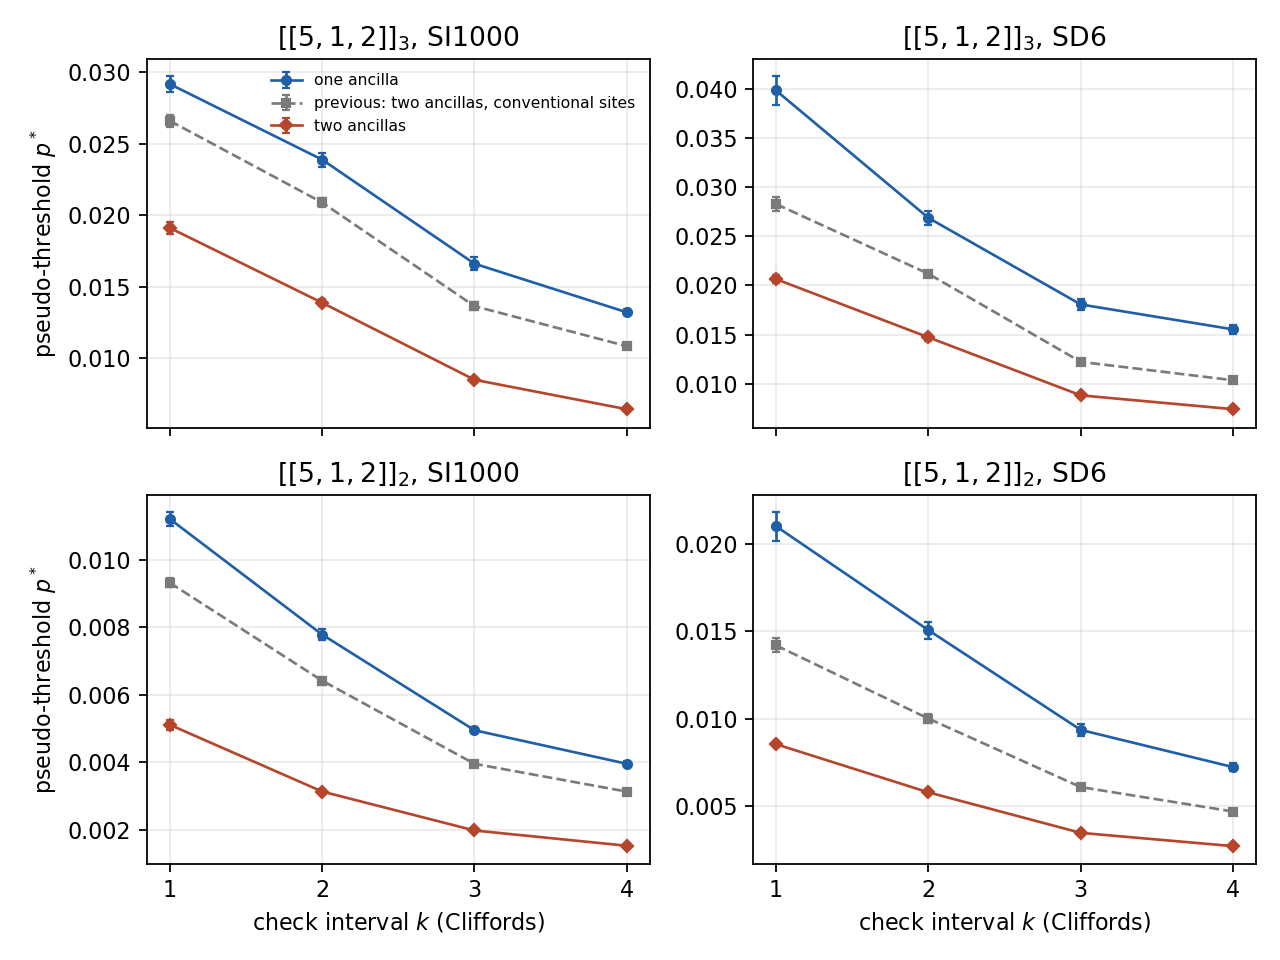 [[5, 1, 2]]₃, SI1000
[[5, 1, 2]]₃, SD6
0.030
0.025
0.020
0.015
0.010
pseudo-threshold p*
one ancilla
previous: two ancillas, conventional sites
two ancillas
0.040
0.035
0.030
0.025
0.020
0.015
0.010
[[5, 1, 2]]₂, SI1000
[[5, 1, 2]]₂, SD6
0.010
0.008
0.006
0.004
0.002
pseudo-threshold p*
1 2 3 4
check interval k (Cliffords)
0.020
0.015
0.010
0.005
1 2 3 4
check interval k (Cliffords)